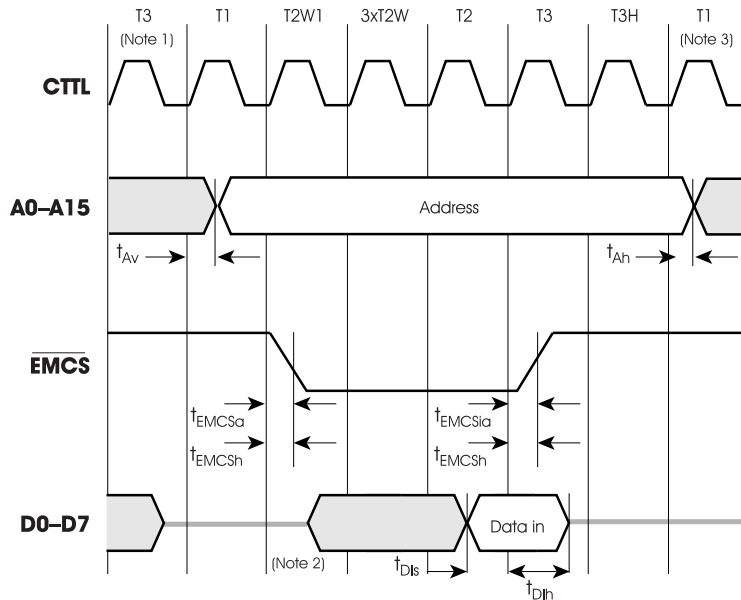 T3 T1 T2W1 3xT2W T2 T3 T3H T1
(Note 1) (Note 3)
CTTL
A0–A15 Address
tAv tAh
EMCS
tEMCSa tEMCSia
tEMCSh tEMCSh
D0–D7 Data in
(Note 2) tDIs
tDIh